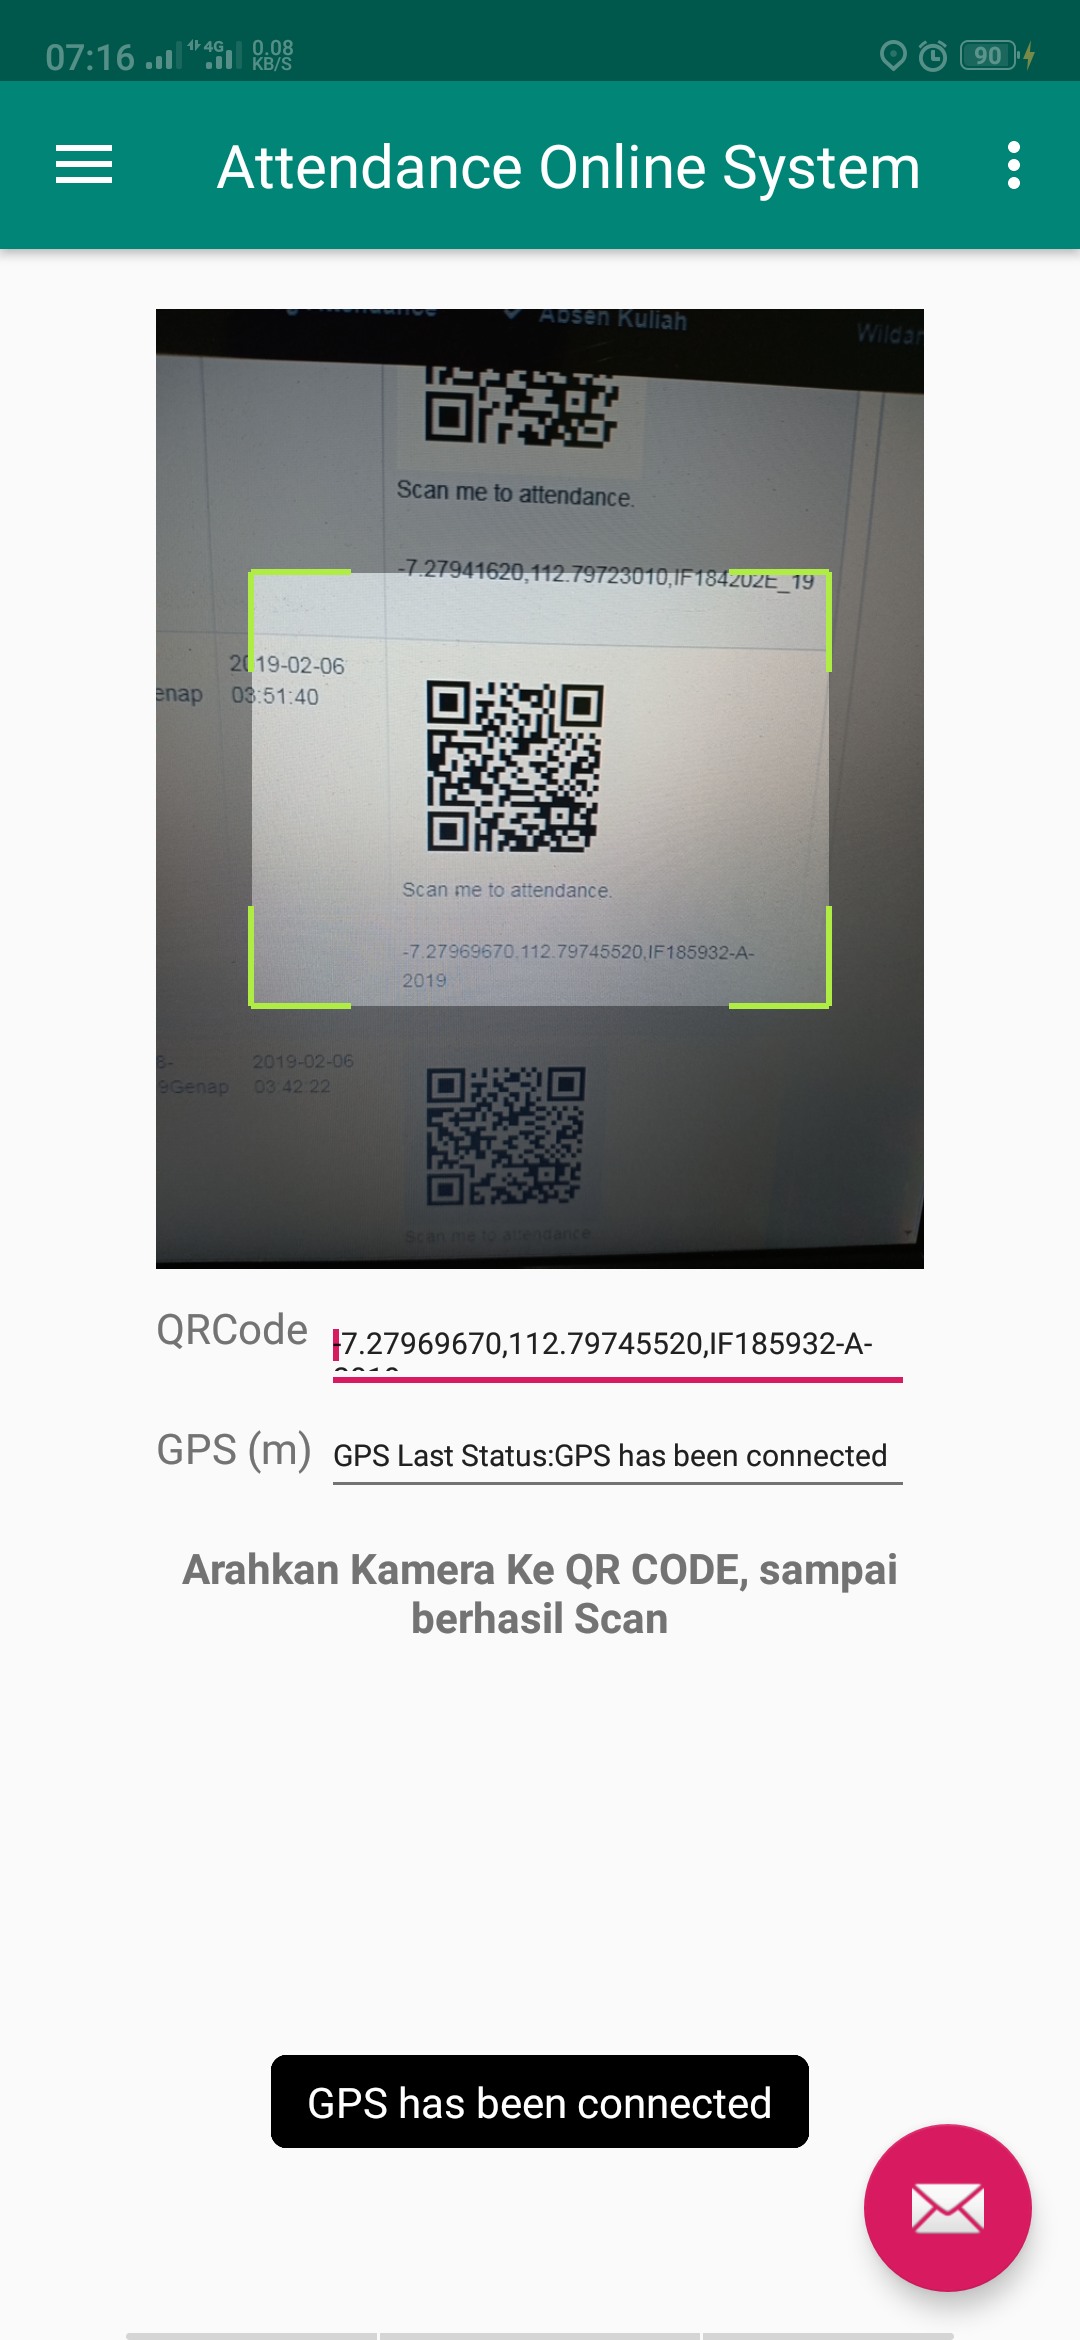 07:16 4G 0.08 KB/S 90
Attendance Online System
Absen Kuliah
Scan me to attendance.
-7.27941620,112.79723010,IF184202E_19
2019-02-06
enap 03:51:40
Scan me to attendance.
-7.27969670,112.79745520,IF185932-A-
2019
2019-02-06
9Genap 03:42:22
Scan me to attendance
QRCode -7.27969670,112.79745520,IF185932-A-
GPS (m) GPS Last Status:GPS has been connected
Arahkan Kamera Ke QR CODE, sampai
berhasil Scan
GPS has been connected